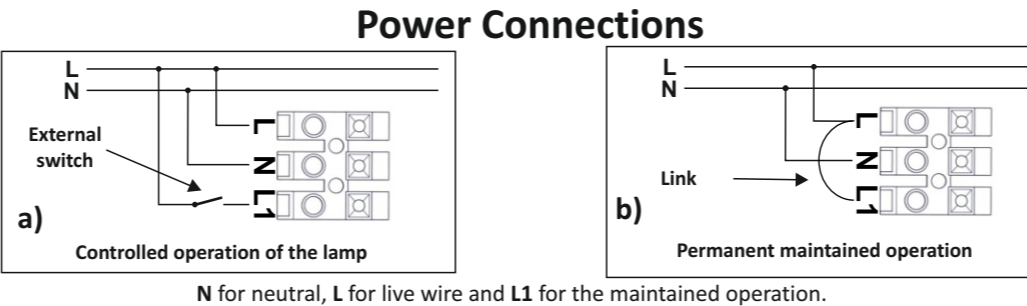 Power Connections
L
N
External
switch
L
N
L1
a)
Controlled operation of the lamp
L
N
Link
L
N
L1
b)
Permanent maintained operation
N for neutral, L for live wire and L1 for the maintained operation.